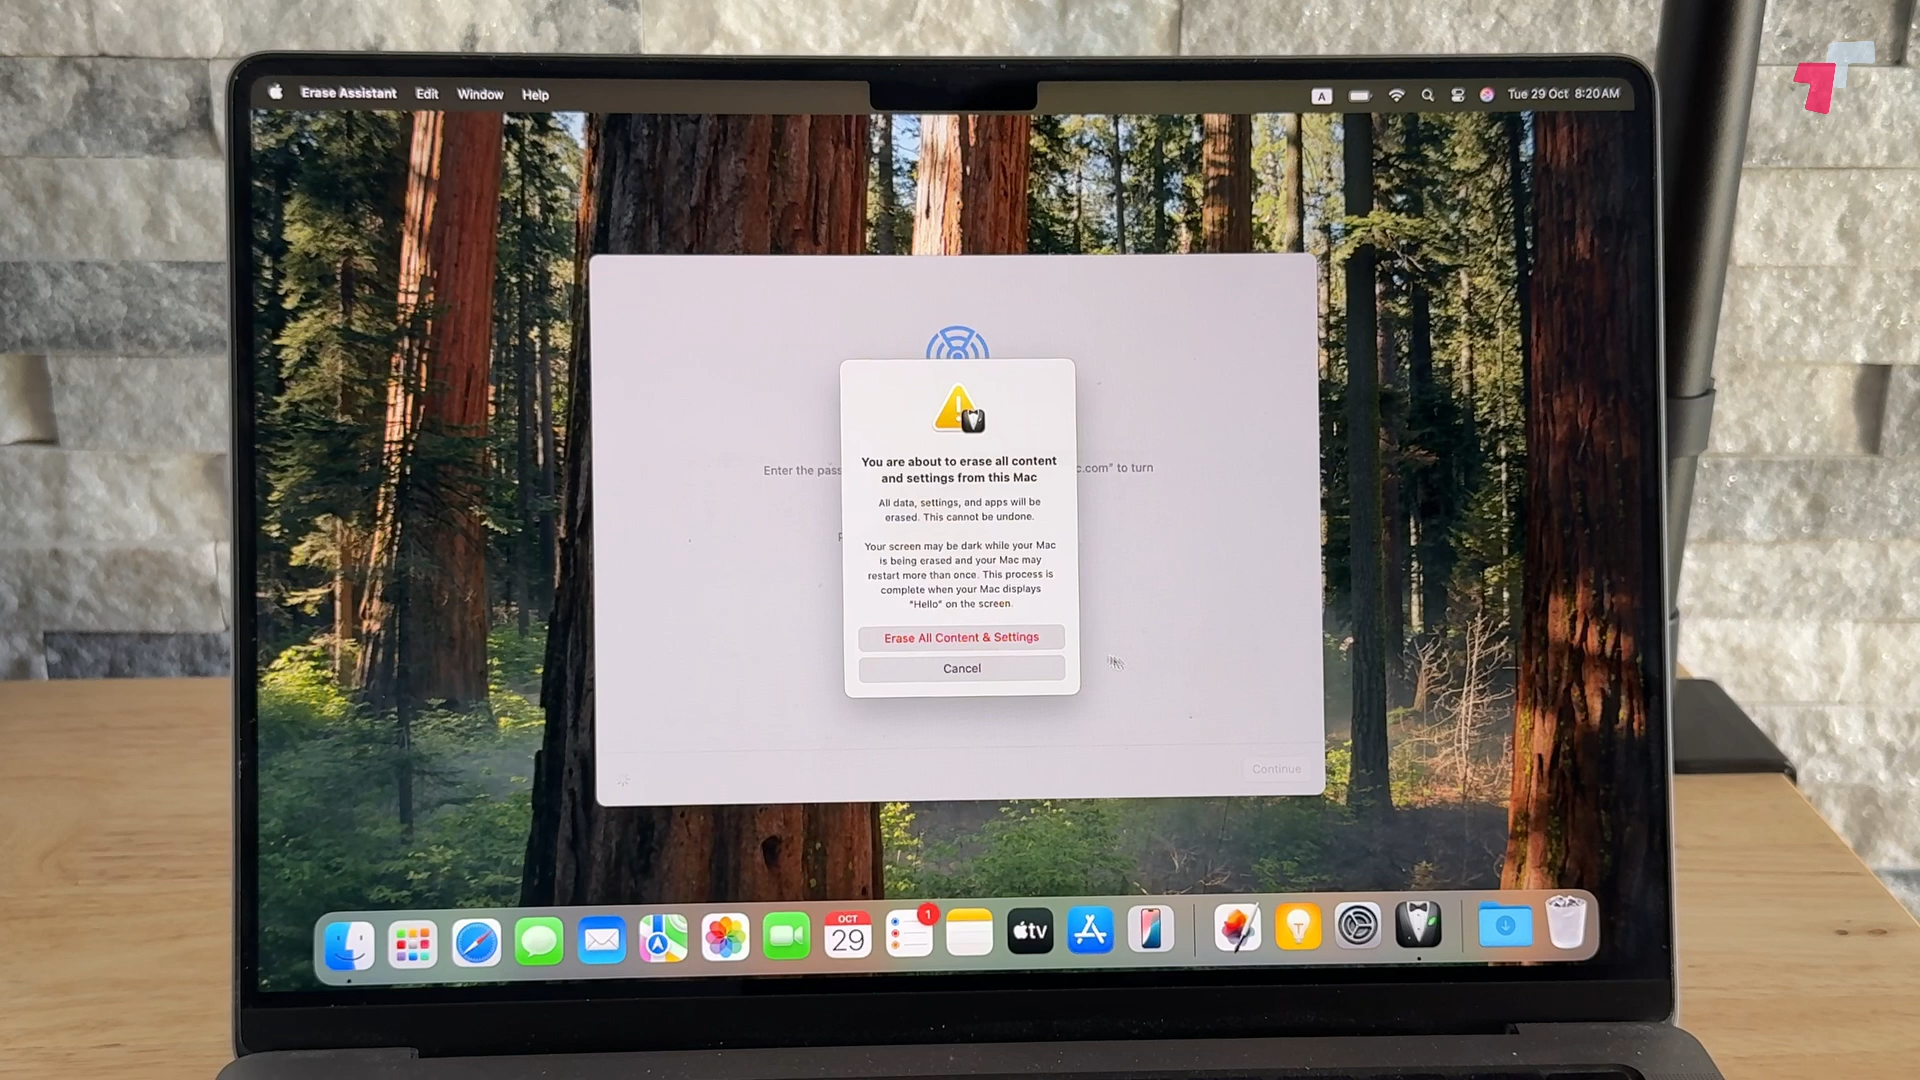 Erase Assistant Edit Window Help
A Tue 29 Oct 8:20 AM
Enter the pass
c.com" to turn
You are about to erase all content
and settings from this Mac
All data, settings, and apps will be
erased. This cannot be undone.
Your screen may be dark while your Mac
is being erased and your Mac may
restart more than once. This process is
complete when your Mac displays
"Hello" on the screen.
Erase All Content & Settings
Cancel
Continue
OCT
29
1
tv
T